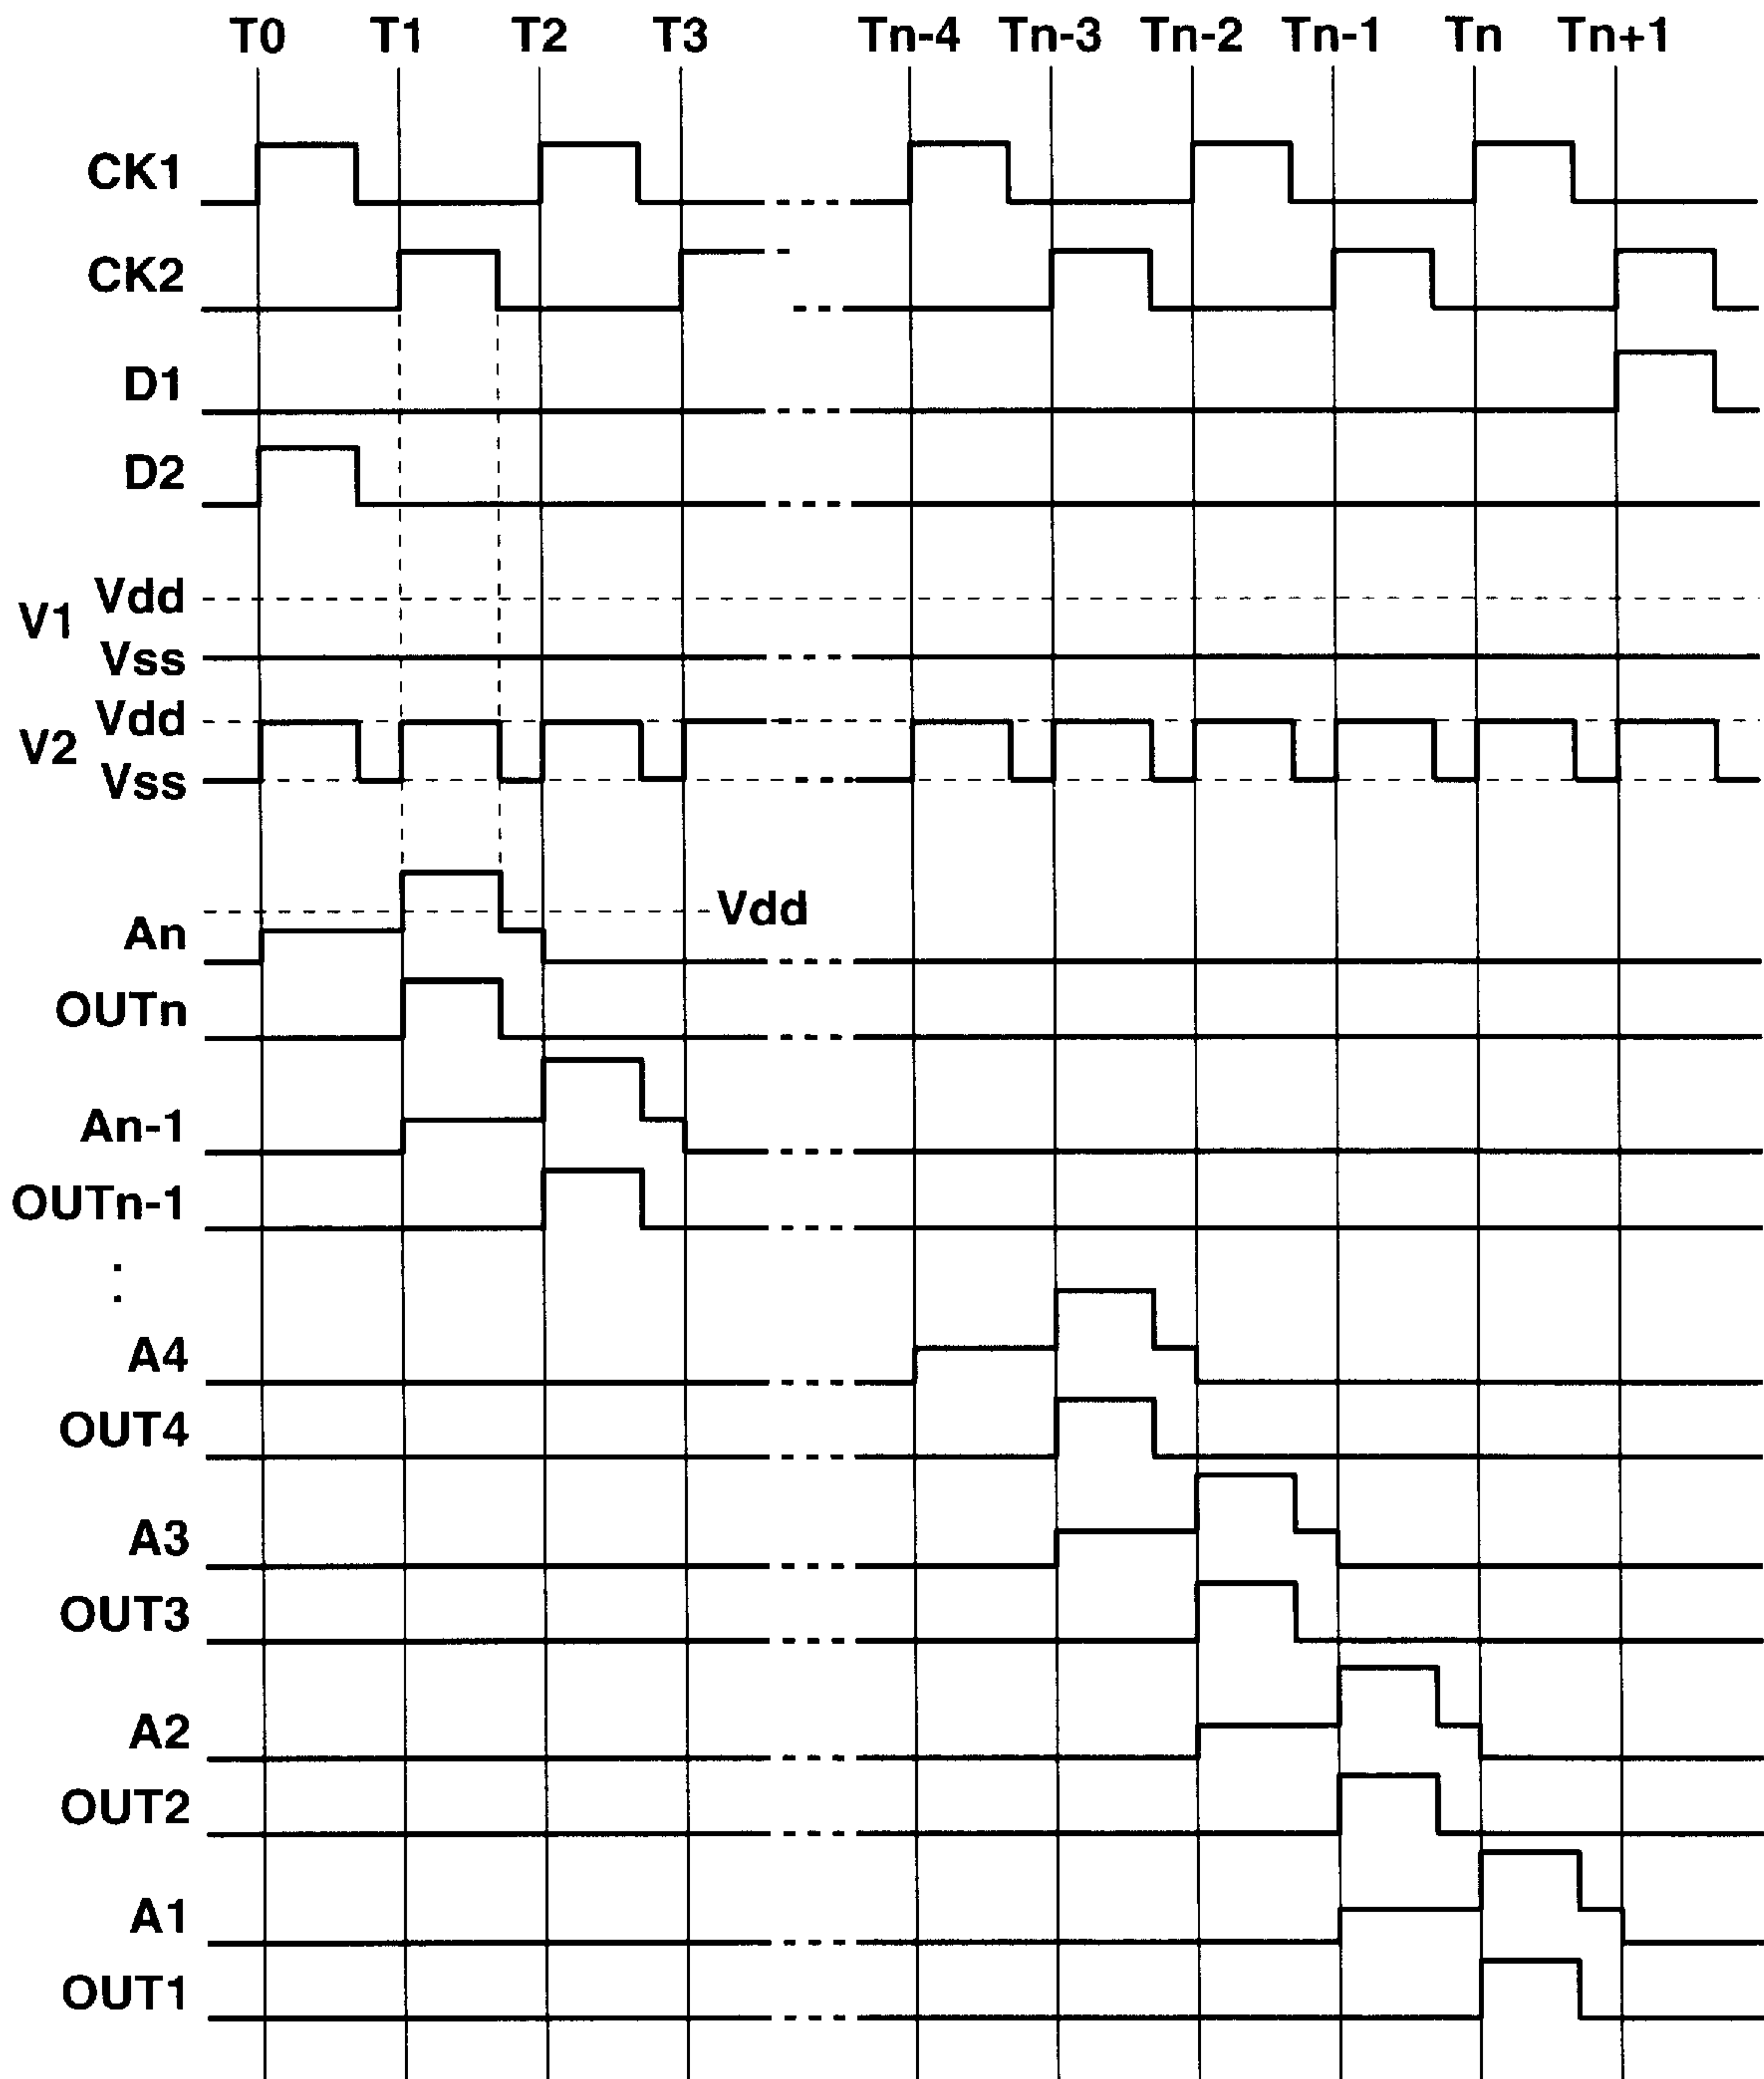 T0 T1 T2 T3 Tn-4 Tn-3 Tn-2 Tn-1 Tn Tn+1
CK1
CK2
D1
D2
V1 Vdd
Vss
V2 Vdd
Vss
An Vdd
OUTn
An-1
OUTn-1
:
A4
OUT4
A3
OUT3
A2
OUT2
A1
OUT1